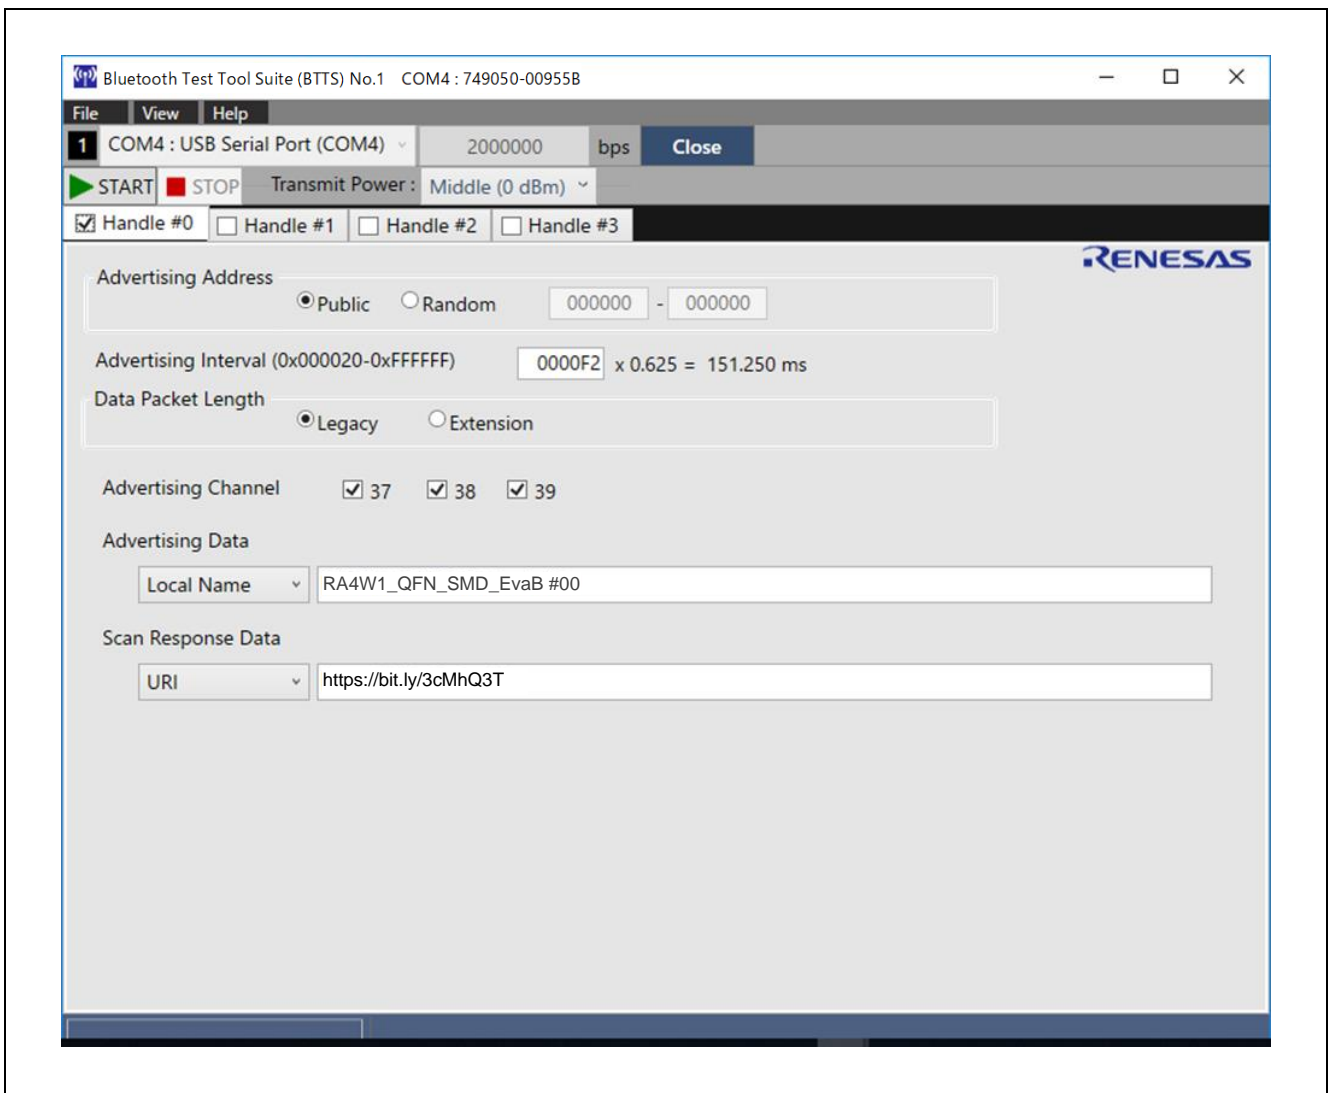 Bluetooth Test Tool Suite (BTTS) No.1 COM4 : 749050-00955B
File View Help
1 COM4 : USB Serial Port (COM4) 2000000 bps Close
START STOP Transmit Power : Middle (0 dBm)
Handle #0 Handle #1 Handle #2 Handle #3
RENESAS
Advertising Address
Public Random 000000 - 000000
Advertising Interval (0x000020-0xFFFFFF) 0000F2 x 0.625 = 151.250 ms
Data Packet Length
Legacy Extension
Advertising Channel 37 38 39
Advertising Data
Local Name RA4W1_QFN_SMD_EvaB #00
Scan Response Data
URI https://bit.ly/3cMhQ3T